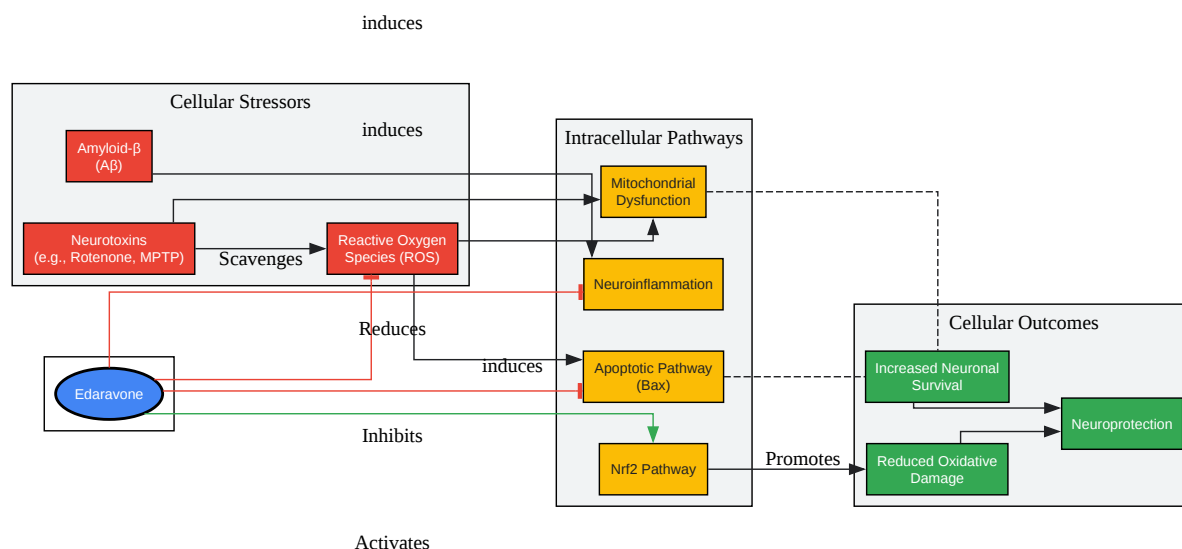 induces
Cellular Stressors
induces
Intracellular Pathways
Amyloid-β
(Aβ)
Mitochondrial
Dysfunction
Neurotoxins
(e.g., Rotenone, MPTP)
Scavenges
Reactive Oxygen
Species (ROS)
Neuroinflammation
Reduces
Cellular Outcomes
induces
Apoptotic Pathway
(Bax)
Increased Neuronal
Survival
Edaravone
Neuroprotection
Inhibits
Nrf2 Pathway
Promotes
Reduced Oxidative
Damage
Activates